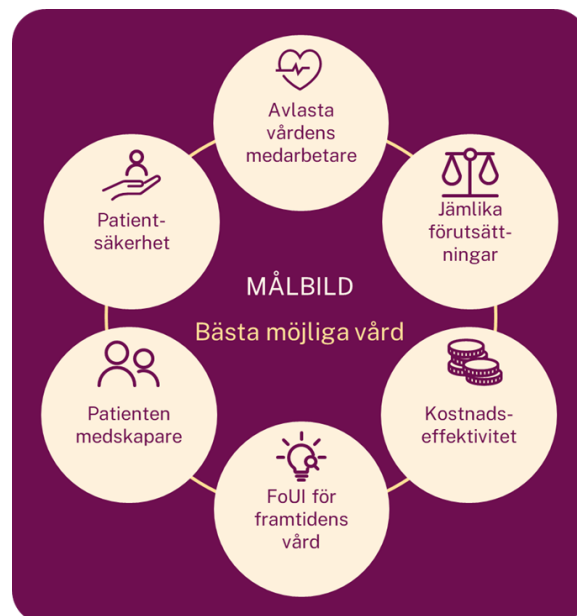 Avlasta
vårdens
medarbetare
Jämlika
förutsätt-
ningar
Kostnads-
effektivitet
FoUI för
framtidens
vård
Patienten
medskapare
Patient-
säkerhet
MÅLBILD
Bästa möjliga vård